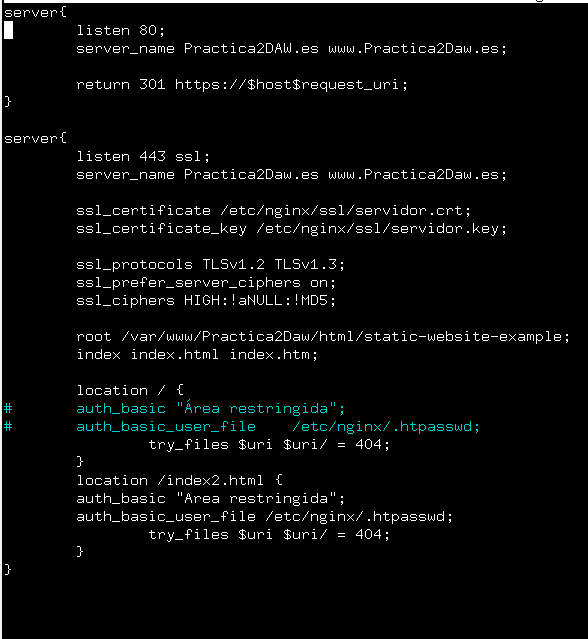 server{
listen 80;
server_name Practica2DAW.es www.Practica2Daw.es;
return 301 https://$host$request_uri;
}
server{
listen 443 ssl;
server_name Practica2Daw.es www.Practica2Daw.es;
ssl_certificate /etc/nginx/ssl/servidor.crt;
ssl_certificate_key /etc/nginx/ssl/servidor.key;
ssl_protocols TLSv1.2 TLSv1.3;
ssl_prefer_server_ciphers on;
ssl_ciphers HIGH:!aNULL:!MD5;
root /var/www/Practica2Daw/html/static-website-example;
index index.html index.htm;
location / {
# auth_basic "Área restringida";
# auth_basic_user_file /etc/nginx/.htpasswd;
try_files $uri $uri/ = 404;
}
location /index2.html {
auth_basic "Area restringida";
auth_basic_user_file /etc/nginx/.htpasswd;
try_files $uri $uri/ = 404;
}
}